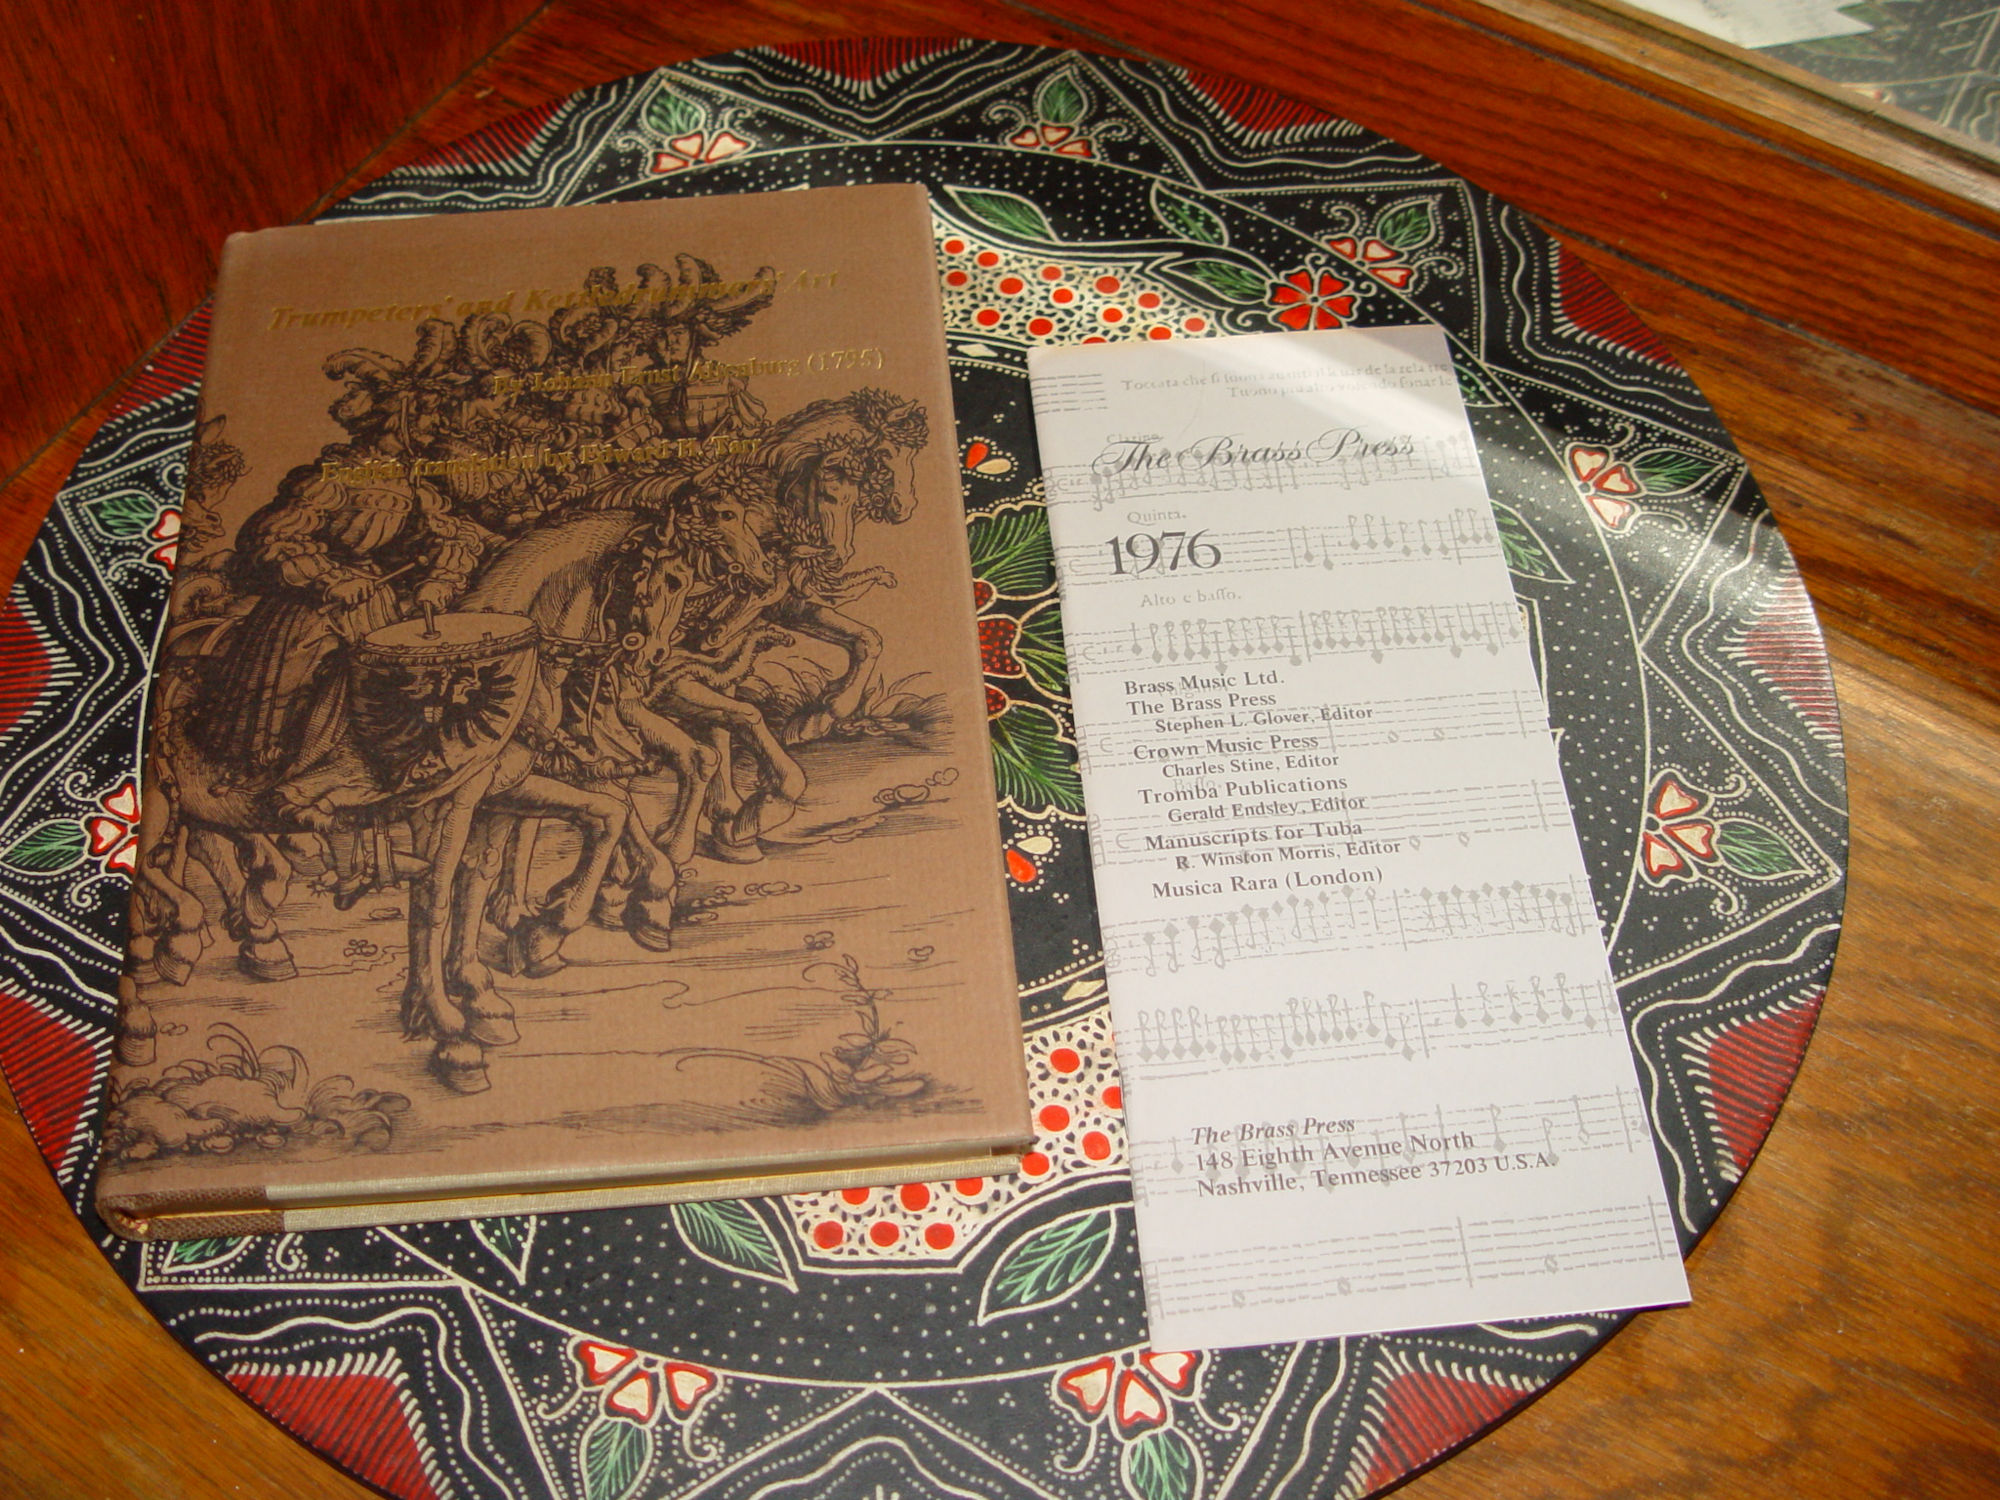 Trumpeters' and Kettledrummers' Art
By Johann Ernst Altenburg (1795)
English translation by Edward H. Tarr
Toccata che si
The Brass Press
Quinta.
1976
Alto e basso.
Brass Music Ltd.
The Brass Press
Stephen L. Glover, Editor
Crown Music Press
Charles Stine, Editor
Tromba Publications
Gerald Endsley, Editor
Manuscripts for Tuba
R. Winston Morris, Editor
Musica Rara (London)
The Brass Press
148 Eighth Avenue North
Nashville, Tennessee 37203 U.S.A.